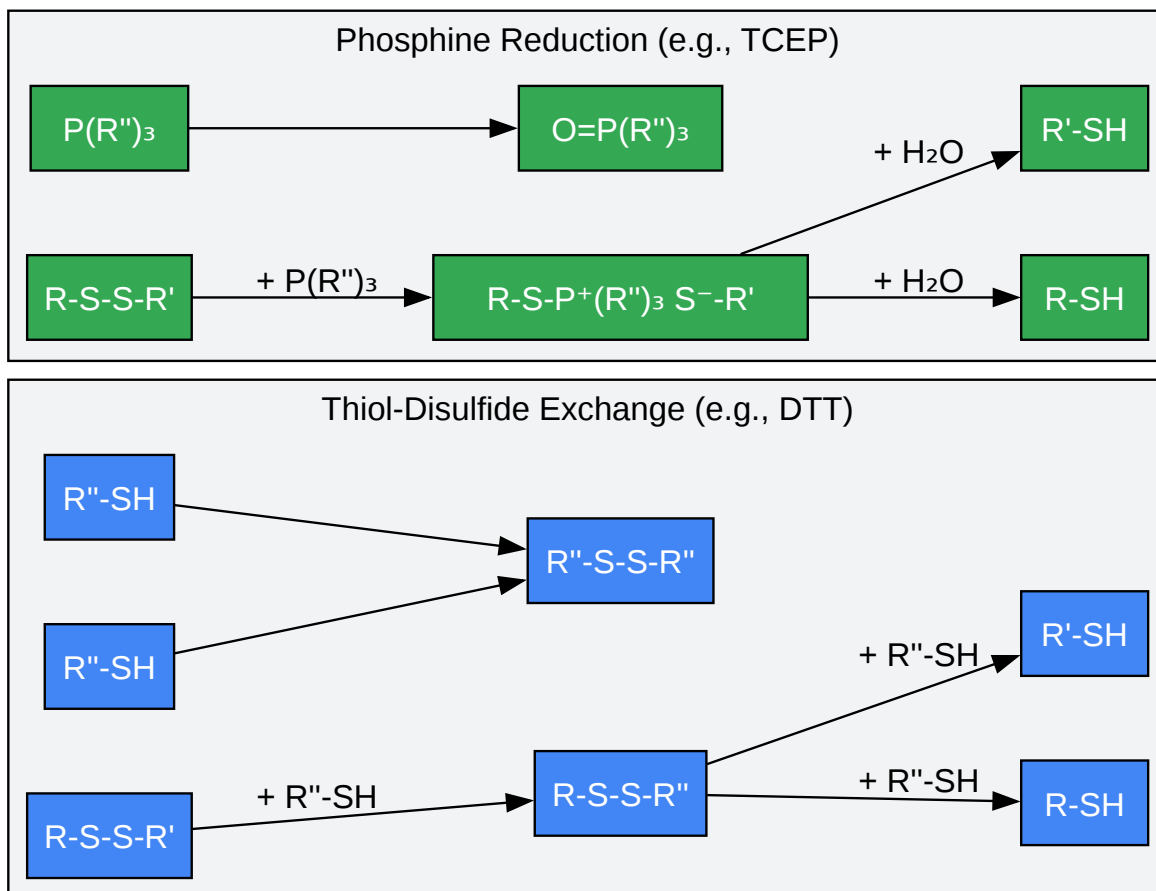 Phosphine Reduction (e.g., TCEP)
P(R")₃
O=P(R")₃
+ H₂O
R'-SH
R-S-S-R'
+ P(R")₃
R-S-P⁺(R")₃ S⁻-R'
+ H₂O
R-SH
Thiol-Disulfide Exchange (e.g., DTT)
R"-SH
R"-S-S-R"
R"-SH
+ R"-SH
R'-SH
R-S-S-R'
+ R"-SH
R-S-S-R"
+ R"-SH
R-SH